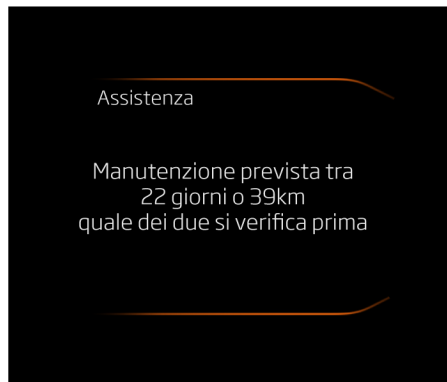 Assistenza
Manutenzione prevista tra
22 giorni o 39km
quale dei due si verifica prima